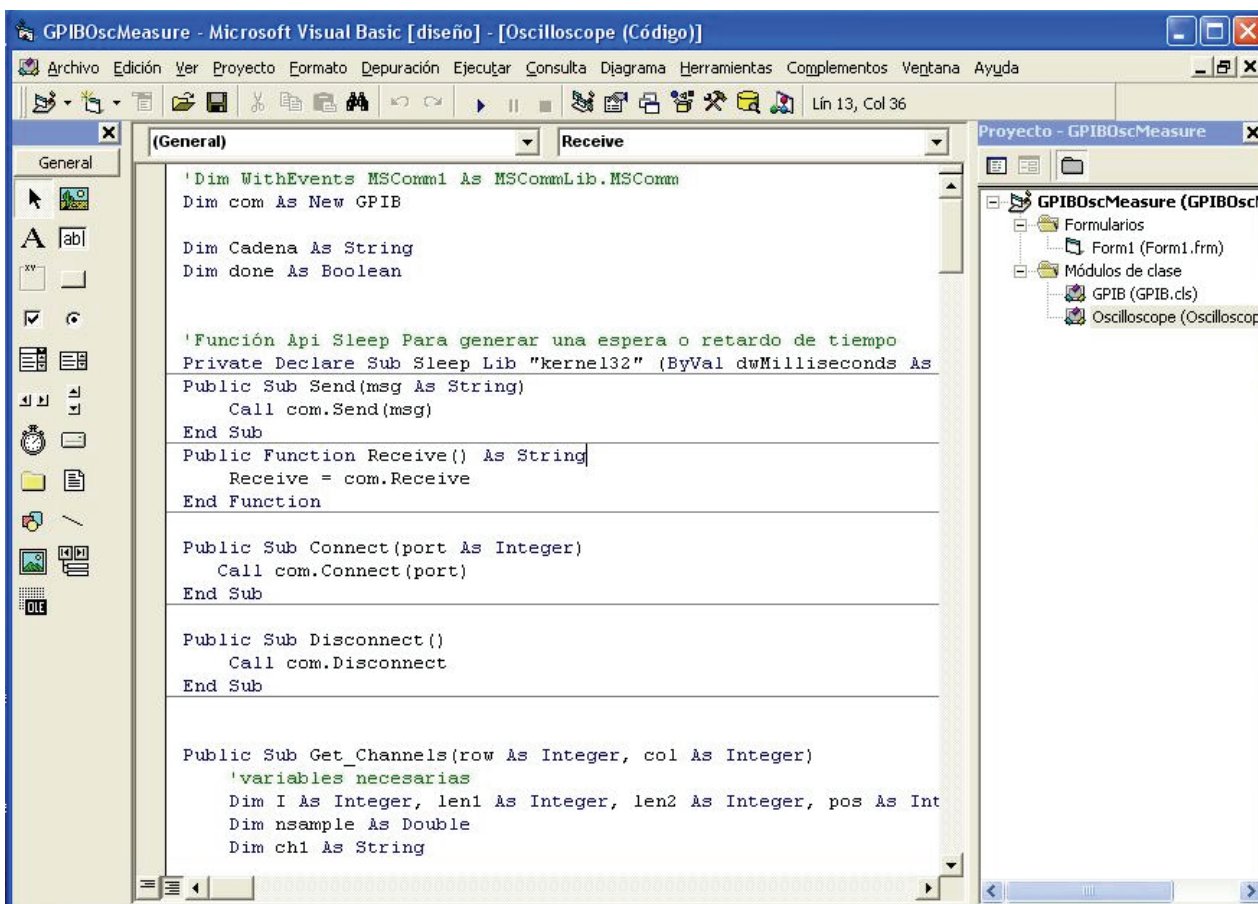 GPIBOscMeasure - Microsoft Visual Basic [diseño] - [Oscilloscope (Código)]
Archivo Edición Ver Proyecto Formato Depuración Ejecutar Consulta Diagrama Herramientas Complementos Ventana Ayuda
Lín 13, Col 36
General
(General)
Receive
'Dim WithEvents MSComm1 As MSCommLib.MSComm
Dim com As New GPIB
Dim Cadena As String
Dim done As Boolean
'Función Api Sleep Para generar una espera o retardo de tiempo
Private Declare Sub Sleep Lib "kernel32" (ByVal dwMilliseconds As
Public Sub Send(msg As String)
Call com.Send(msg)
End Sub
Public Function Receive() As String
Receive = com.Receive
End Function
Public Sub Connect(port As Integer)
Call com.Connect(port)
End Sub
Public Sub Disconnect()
Call com.Disconnect
End Sub
Public Sub Get_Channels(row As Integer, col As Integer)
'variables necesarias
Dim I As Integer, len1 As Integer, len2 As Integer, pos As Int
Dim nsample As Double
Dim ch1 As String
Proyecto - GPIBOscMeasure
GPIBOscMeasure (GPIBOscM
Formularios
Form1 (Form1.frm)
Módulos de clase
GPIB (GPIB.cls)
Oscilloscope (Oscilloscop
A
ab
XY
OLE